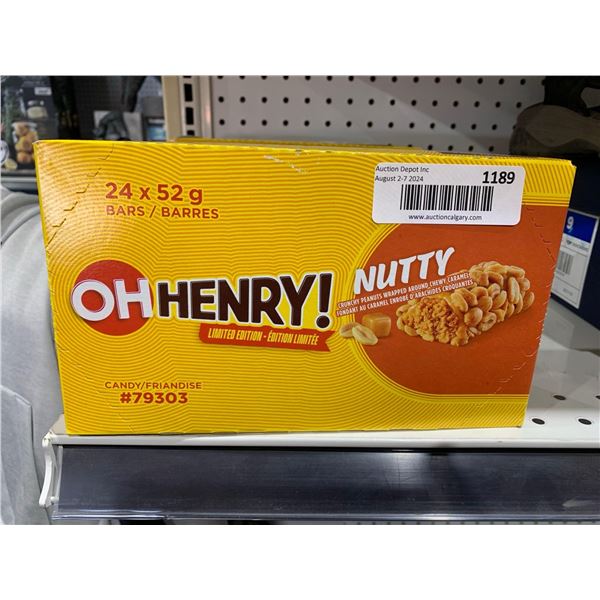 24 x 52 g
BARS / BARRES
Auction Depot Inc
August 2-7 2024
1189
www.auctioncalgary.com
OH HENRY!
NUTTY
CRUNCHY PEANUTS WRAPPED AROUND CHEWY CARAMEL
FONDANT AU CARAMEL ENROBÉ D'ARACHIDES CROQUANTES
LIMITED EDITION - ÉDITION LIMITÉE
CANDY/FRIANDISE
#79303